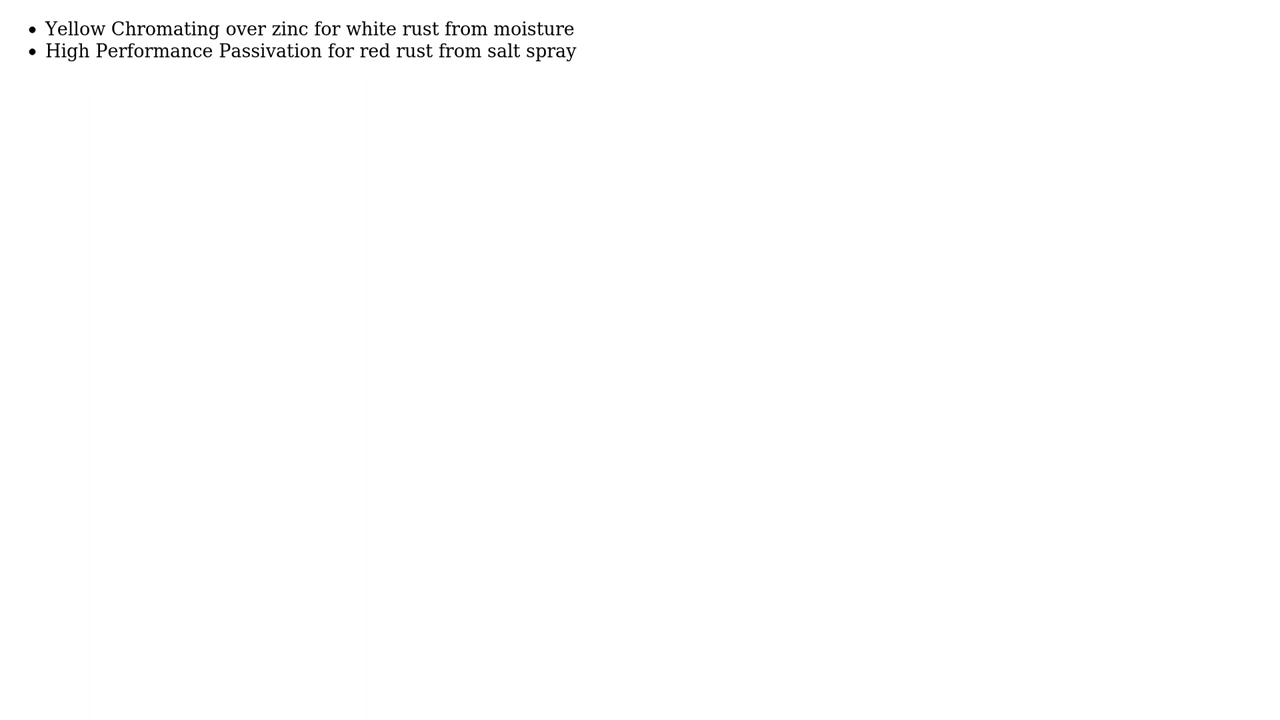 Yellow Chromating over zinc for white rust from moisture
High Performance Passivation for red rust from salt spray